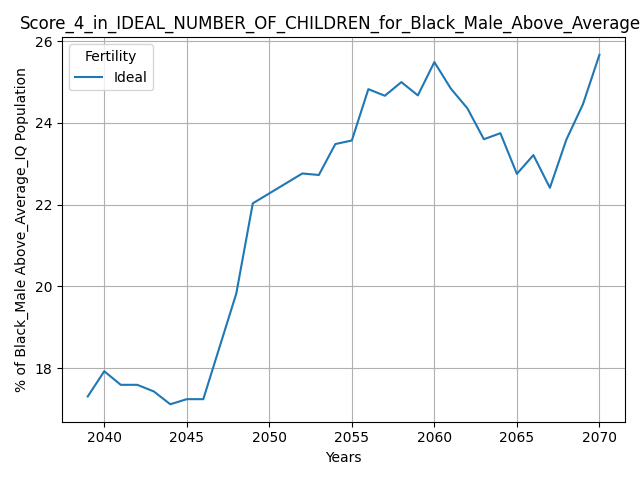 Score_4_in_IDEAL_NUMBER_OF_CHILDREN_for_Black_Male_Above_Average
26
24
22
20
18
% of Black_Male Above_Average_IQ Population
Fertility
Ideal
2040 2045 2050 2055 2060 2065 2070
Years